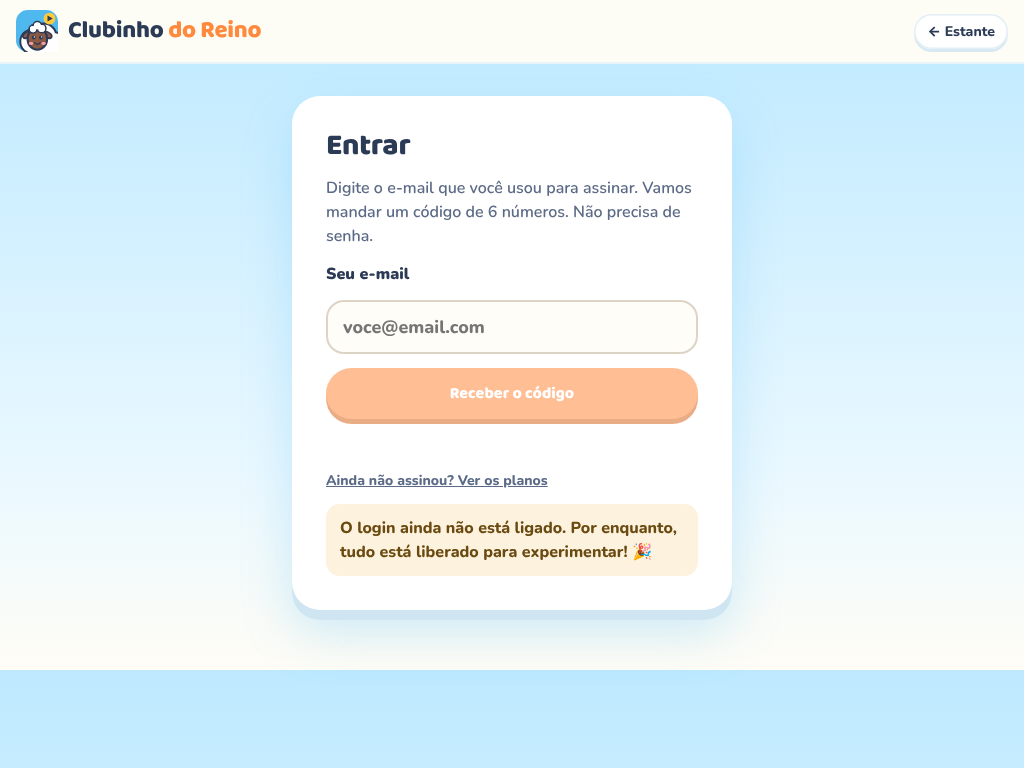 Clubinho do Reino
← Estante
Entrar
Digite o e-mail que você usou para assinar. Vamos
mandar um código de 6 números. Não precisa de
senha.
Seu e-mail
voce@email.com
Receber o código
Ainda não assinou? Ver os planos
O login ainda não está ligado. Por enquanto,
tudo está liberado para experimentar! 🎉